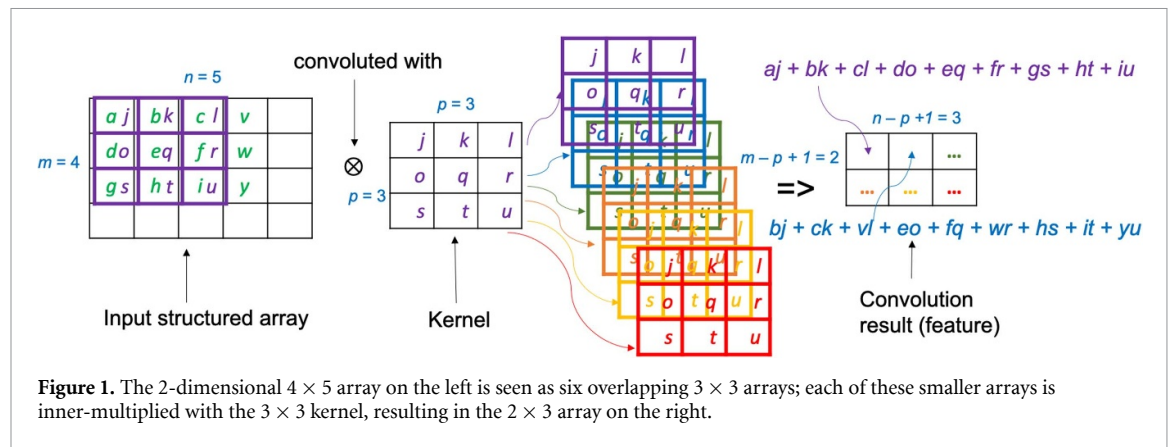 convoluted with
n = 5
p = 3
m = 4
a j bk c l v
do eq f r w
gs h t i u y
⊗
p = 3
j k l
o q r
s t u
j k l
o q r
s t u
j k l
o q r
s t u
j k l
o q r
s t u
j k l
o q r
s t u
j k l
o q r
s t u
j k l
o q r
s t u
aj + bk + cl + do + eq + fr + gs + ht + iu
n – p +1 = 3
m – p + 1 = 2
=>
...
... ... ...
bj + ck + vl + eo + fq + wr + hs + it + yu
Input structured array
Kernel
Convolution
result (feature)
Figure 1. The 2-dimensional 4 × 5 array on the left is seen as six overlapping 3 × 3 arrays; each of these smaller arrays is
inner-multiplied with the 3 × 3 kernel, resulting in the 2 × 3 array on the right.